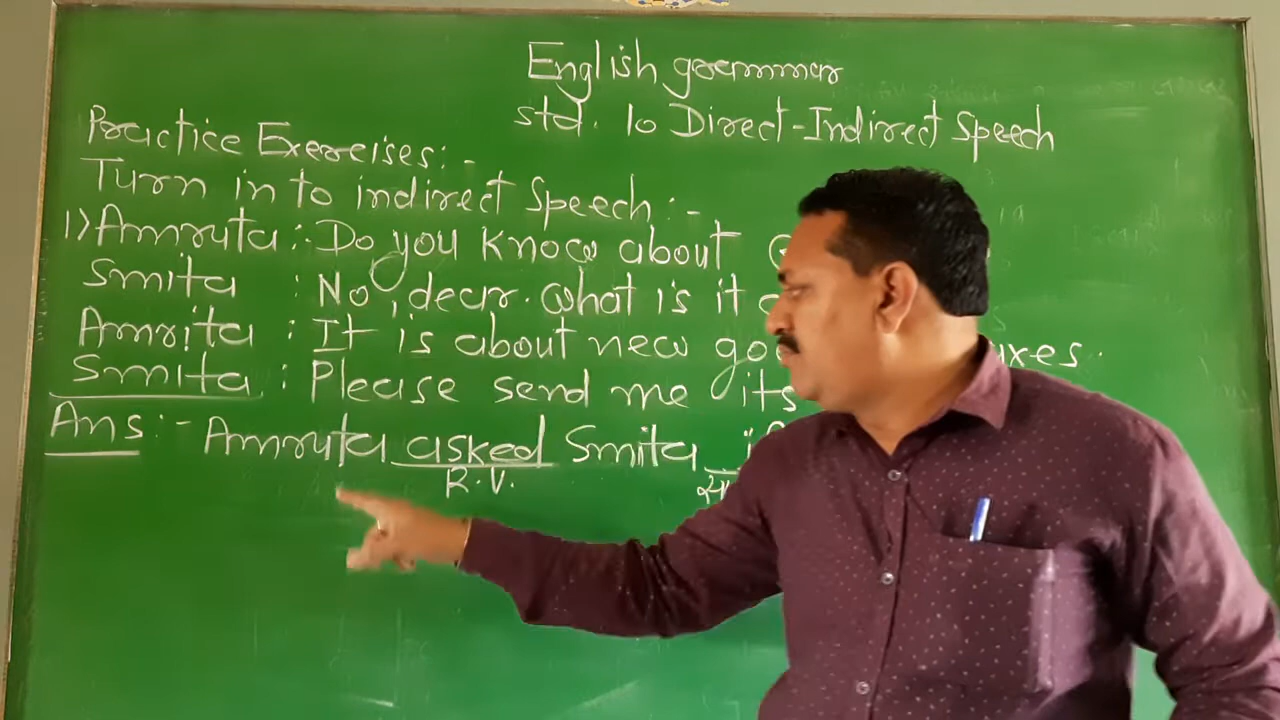 English grammar
std. 10 Direct-Indirect Speech
Practice Exercises:-
Turn in to indirect Speech:-
1) Amruta:- Do you know about
Smita : No, dear. What is it
Amrita : It is about new
Smita : Please send me its
Ans:- Amruta asked Smita if
R.V.